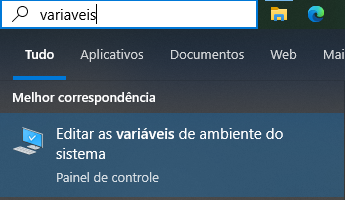 variaveis
Tudo Aplicativos Documentos Web Mai
Melhor correspondência
Editar as variáveis de ambiente do
sistema
Painel de controle